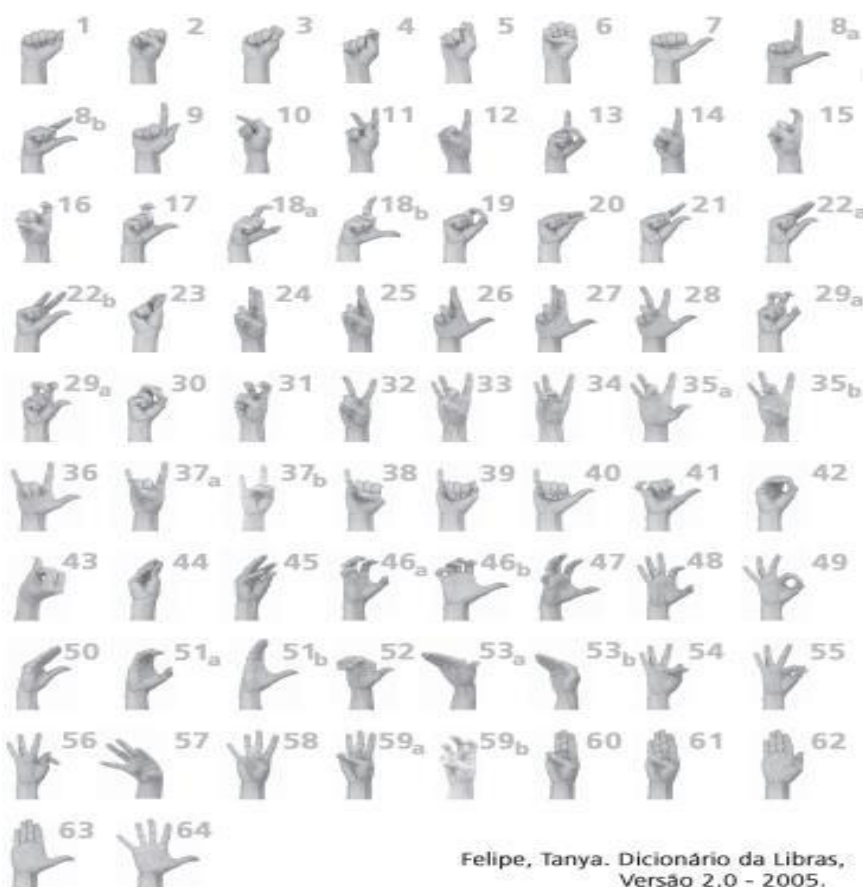 1 2 3 4 5 6 7 8a
8b 9 10 11 12 13 14 15
16 17 18a 18b 19 20 21 22a
22b 23 24 25 26 27 28 29a
29a 30 31 32 33 34 35a 35b
36 37a 37b 38 39 40 41 42
43 44 45 46a 46b 47 48 49
50 51a 51b 52 53a 53b 54 55
56 57 58 59a 59b 60 61 62
63 64
Felipe, Tanya. Dicionário da Libras,
Versão 2.0 - 2005.